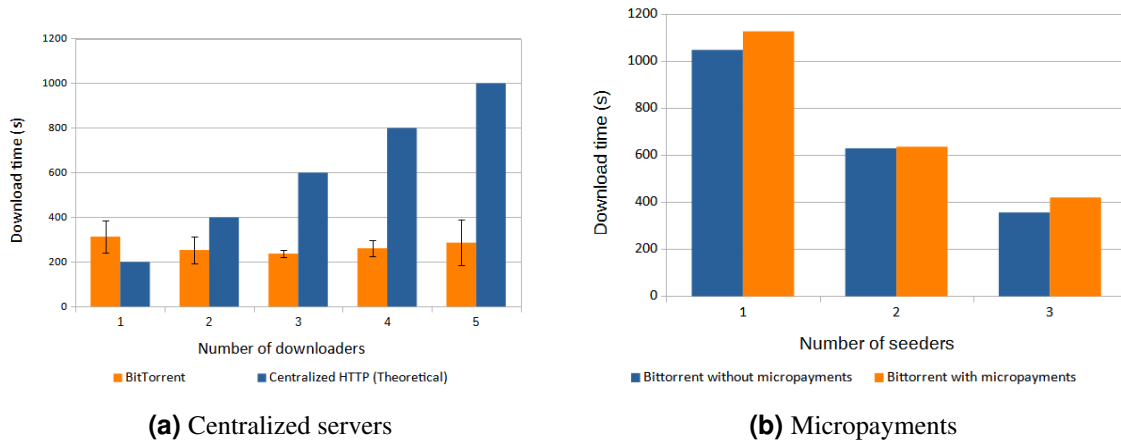 1200
1000
800
600
400
200
0
Download time (s)
1 2 3 4 5
Number of downloaders
BitTorrent Centralized HTTP (Theoretical)
(a) Centralized servers
1200
1000
800
600
400
200
0
Download time (s)
1 2 3
Number of seeders
Bittorrent without micropayments Bittorrent with micropayments
(b) Micropayments